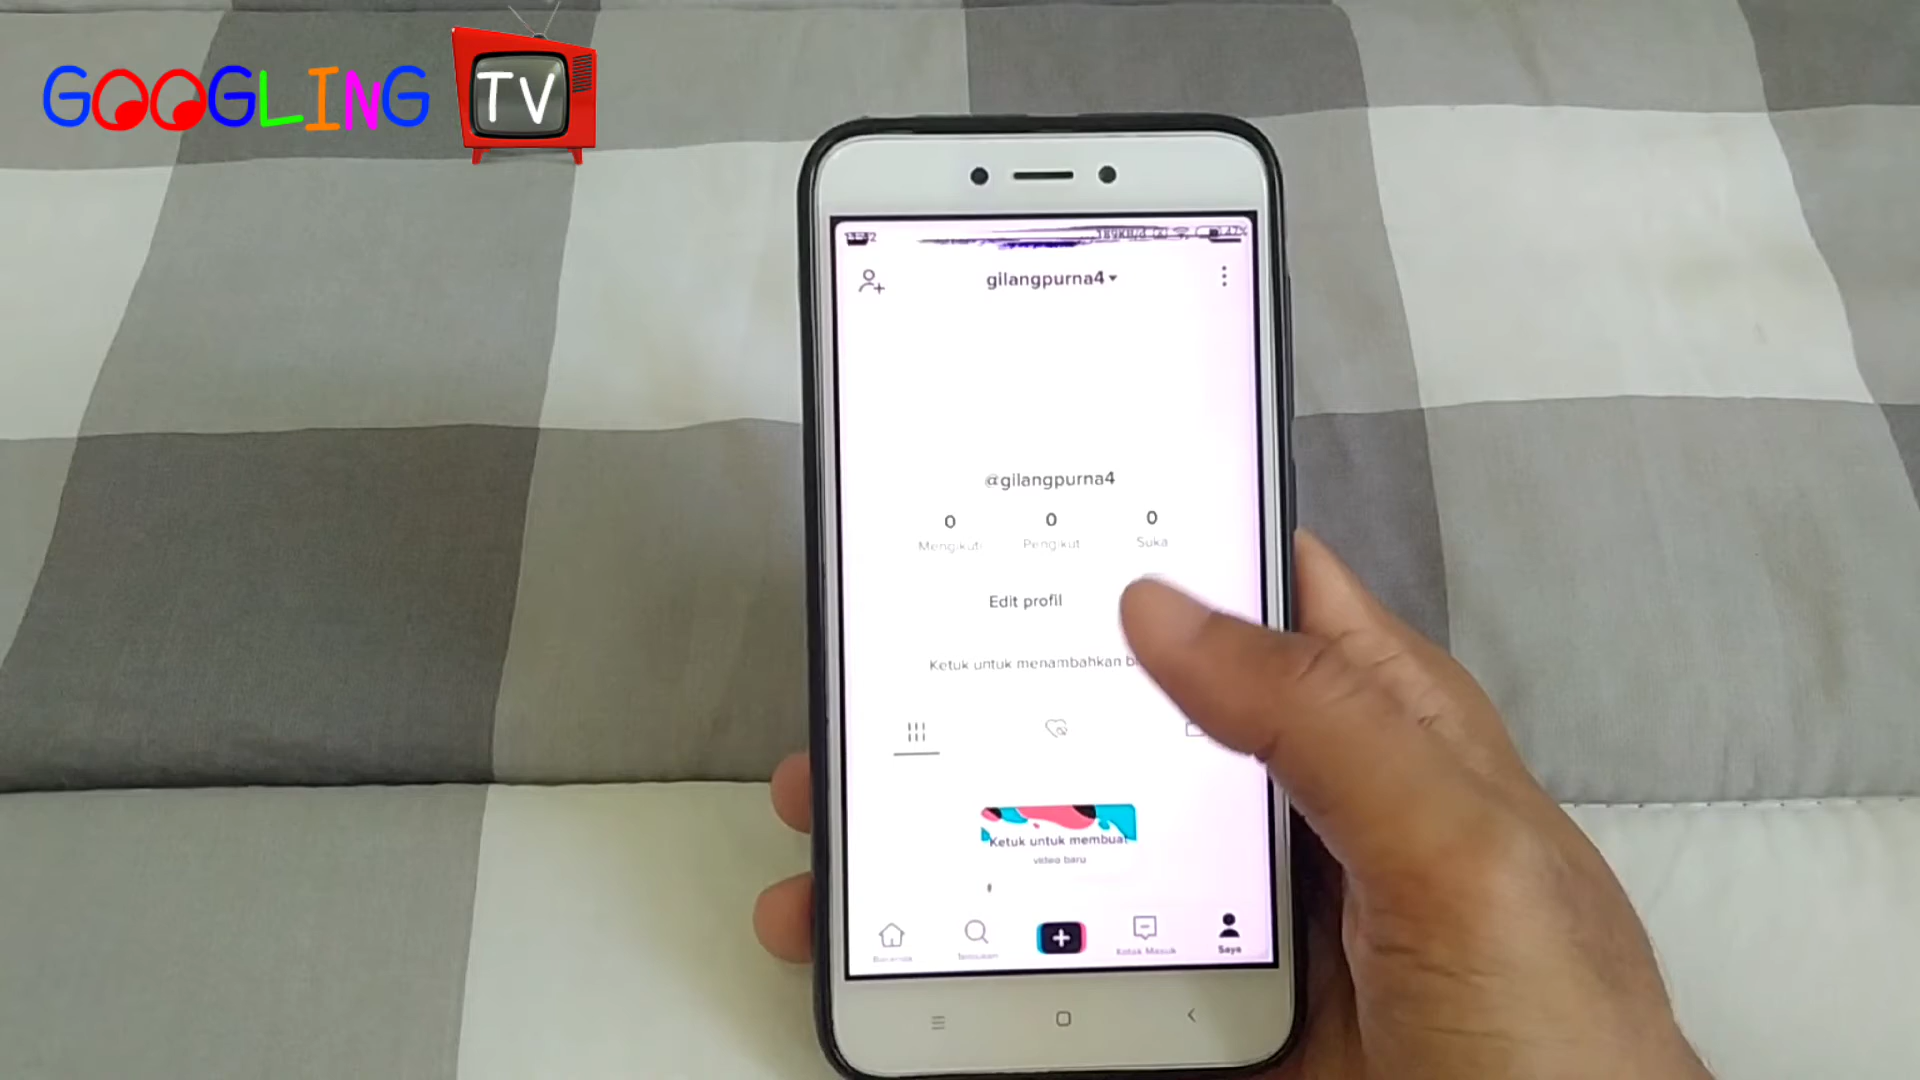 GOOGLING TV
gilangpurna4
@gilangpurna4
0 0 0
Mengikuti Pengikut Suka
Edit profil
Ketuk untuk menambahkan
Ketuk untuk membuat
video baru
Beranda Temukan Kotak Masuk Saya